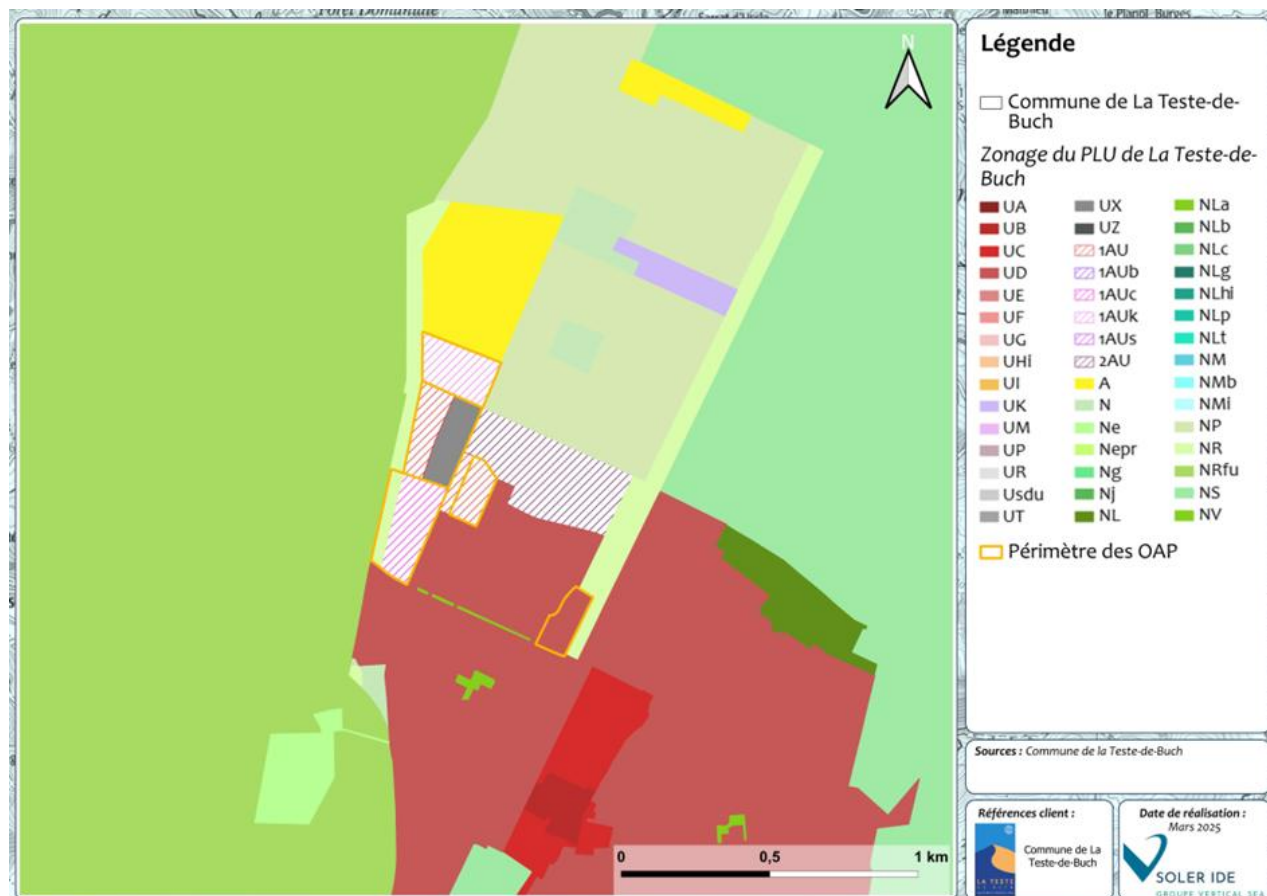 N
0
0,5
1 km
Légende
Commune de La Teste-de-
Buch
Zonage du PLU de La Teste-de-
Buch
UA
UB
UC
UD
UE
UF
UG
UHi
UI
UK
UM
UP
UR
Usdu
UT
UX
UZ
1AU
1AUb
1AUc
1AUk
1AUs
2AU
A
N
Ne
Nepr
Ng
Nj
NL
NLa
NLb
NLc
NLg
NLhi
NLp
NLt
NM
NMb
NMi
NP
NR
NRfu
NS
NV
Périmètre des OAP
Sources : Commune de la Teste-de-Buch
Références client :
LA TESTE
Commune de La
Teste-de-Buch
Date de réalisation :
Mars 2025
SOLER IDE
GROUPE VERTICAL SEA